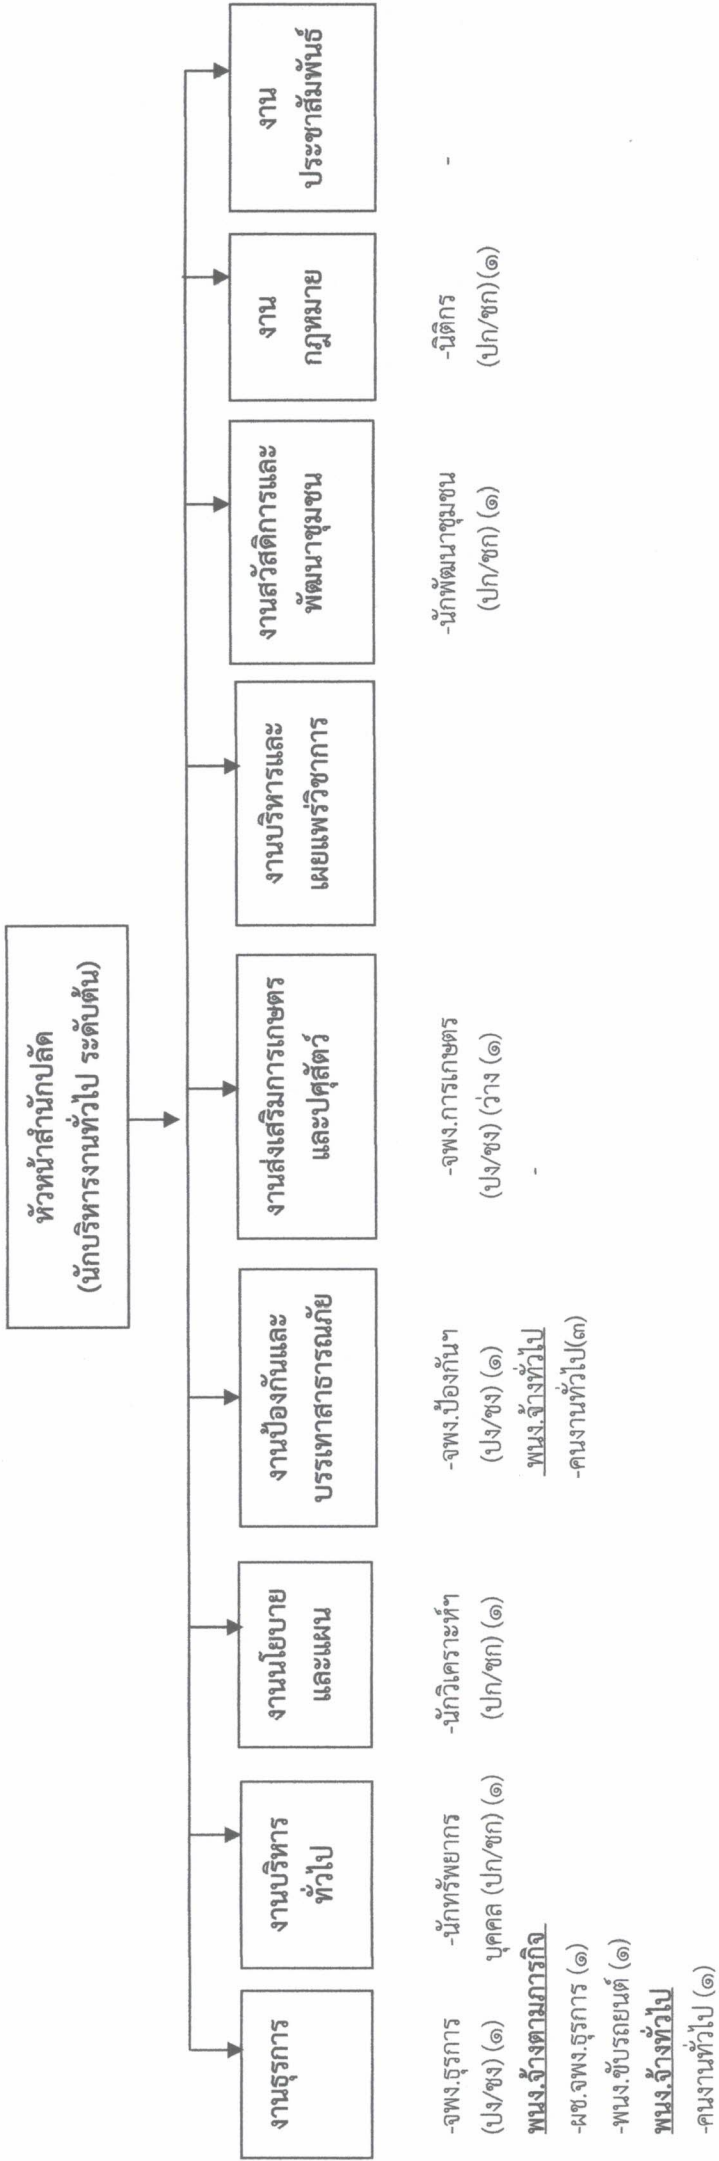 หัวหน้าสำนักปลัด
(นักบริหารงานทั่วไป ระดับต้น)
งานธุรการ
งานบริหาร
ทั่วไป
งานนโยบาย
และแผน
งานป้องกันและ
บรรเทาสาธารณภัย
งานส่งเสริมการเกษตร
และปศุสัตว์
งานบริหารและ
เผยแพร่วิชาการ
งานสวัสดิการและ
พัฒนาชุมชน
งาน
กฎหมาย
งาน
ประชาสัมพันธ์
-จพง.ธุรการ
(ปง/ชง) (๑)
พนง.จ้างตามภารกิจ
-ผช.จพง.ธุรการ (๑)
-พนง.ขับรถยนต์ (๑)
พนง.จ้างทั่วไป
-คนงานทั่วไป (๑)
-นักทรัพยากร
บุคคล (ปก/ชก) (๑)
-นักวิเคราะห์ฯ
(ปก/ชก) (๑)
-จพง.ป้องกันฯ
(ปง/ชง) (๑)
พนง.จ้างทั่วไป
-คนงานทั่วไป(๓)
-จพง.การเกษตร
(ปง/ชง) (ว่าง (๑)
-
-นักพัฒนาชุมชน
(ปก/ชก) (๑)
-นิติกร
(ปก/ชก)(๑)
-